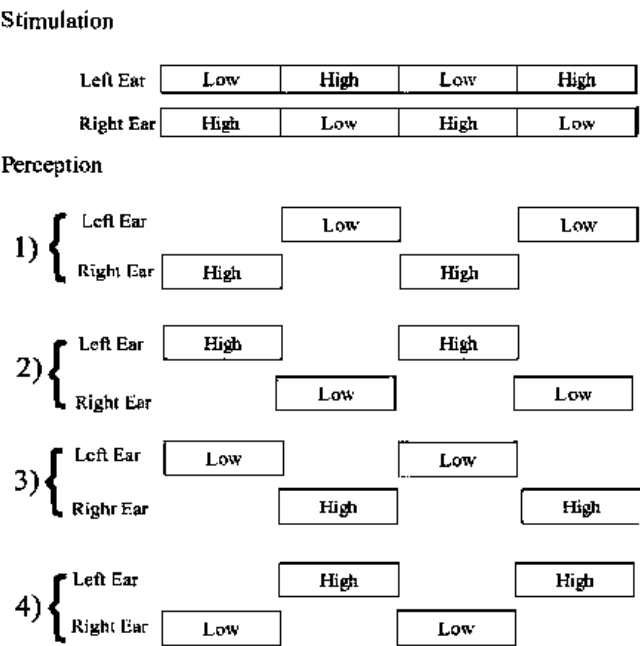 Stimulation
Left Ear Low High Low High
Right Ear High Low High Low
Perception
1) { Left Ear Low Low
Right Ear High High
2) { Left Ear High High
Right Ear Low Low
3) { Left Ear Low Low
Right Ear High High
4) { Left Ear High High
Right Ear Low Low